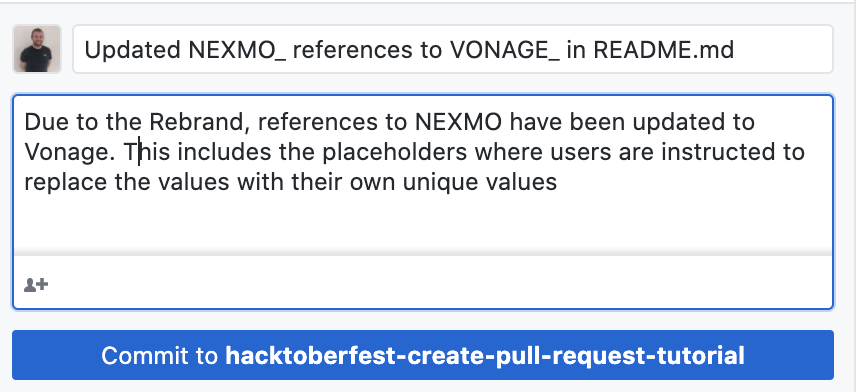 Updated NEXMO_ references to VONAGE_ in README.md
Due to the Rebrand, references to NEXMO have been updated to
Vonage. This includes the placeholders where users are instructed to
replace the values with their own unique values
Commit to hacktoberfest-create-pull-request-tutorial